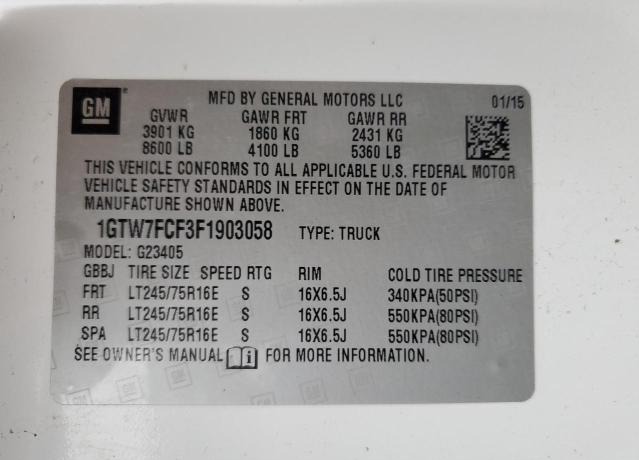 GM® MFD BY GENERAL MOTORS LLC 01/15
GVWR GAWR FRT GAWR RR
3901 KG 1860 KG 2431 KG
8600 LB 4100 LB 5360 LB
THIS VEHICLE CONFORMS TO ALL APPLICABLE U.S. FEDERAL MOTOR
VEHICLE SAFETY STANDARDS IN EFFECT ON THE DATE OF
MANUFACTURE SHOWN ABOVE.
1GTW7FCF3F1903058 TYPE: TRUCK
MODEL: G23405
GBBJ TIRE SIZE SPEED RTG RIM COLD TIRE PRESSURE
FRT LT245/75R16E S 16X6.5J 340KPA(50PSI)
RR LT245/75R16E S 16X6.5J 550KPA(80PSI)
SPA LT245/75R16E S 16X6.5J 550KPA(80PSI)
SEE OWNER'S MANUAL FOR MORE INFORMATION.